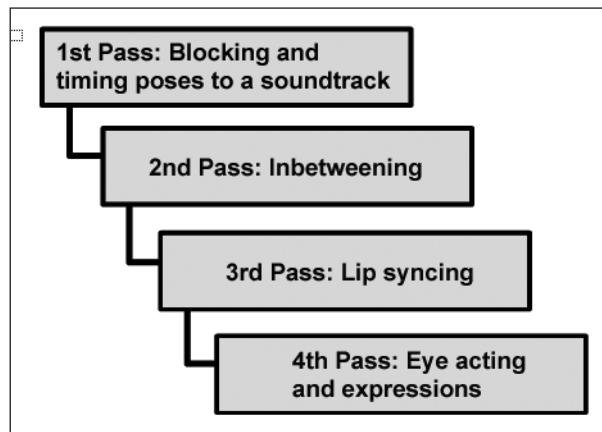 1st Pass: Blocking and
timing poses to a soundtrack
2nd Pass: Inbetweening
3rd Pass: Lip syncing
4th Pass: Eye acting
and expressions